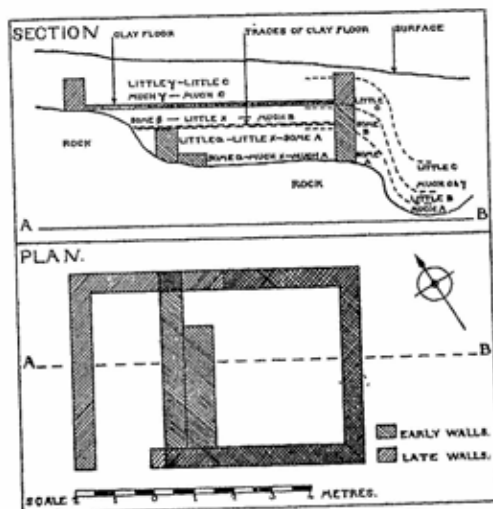 SECTION
CLAY FLOOR
TRACES OF CLAY FLOOR
SURFACE
LITTLE Y-LITTLE C
MUCH Y-MUCH C
LITTLE
SOME B-LITTLE X-MUCH B
SOME
B
LITTLE X-SOME A
SOME
MUCH X-MUCH A
ROCK
ROCK
LITTLE C
MUCH C & Y
LITTLE B
MUCH A
A
B
PLAN.
A
B
EARLY WALLS.
LATE WALLS.
SCALE
METRES.